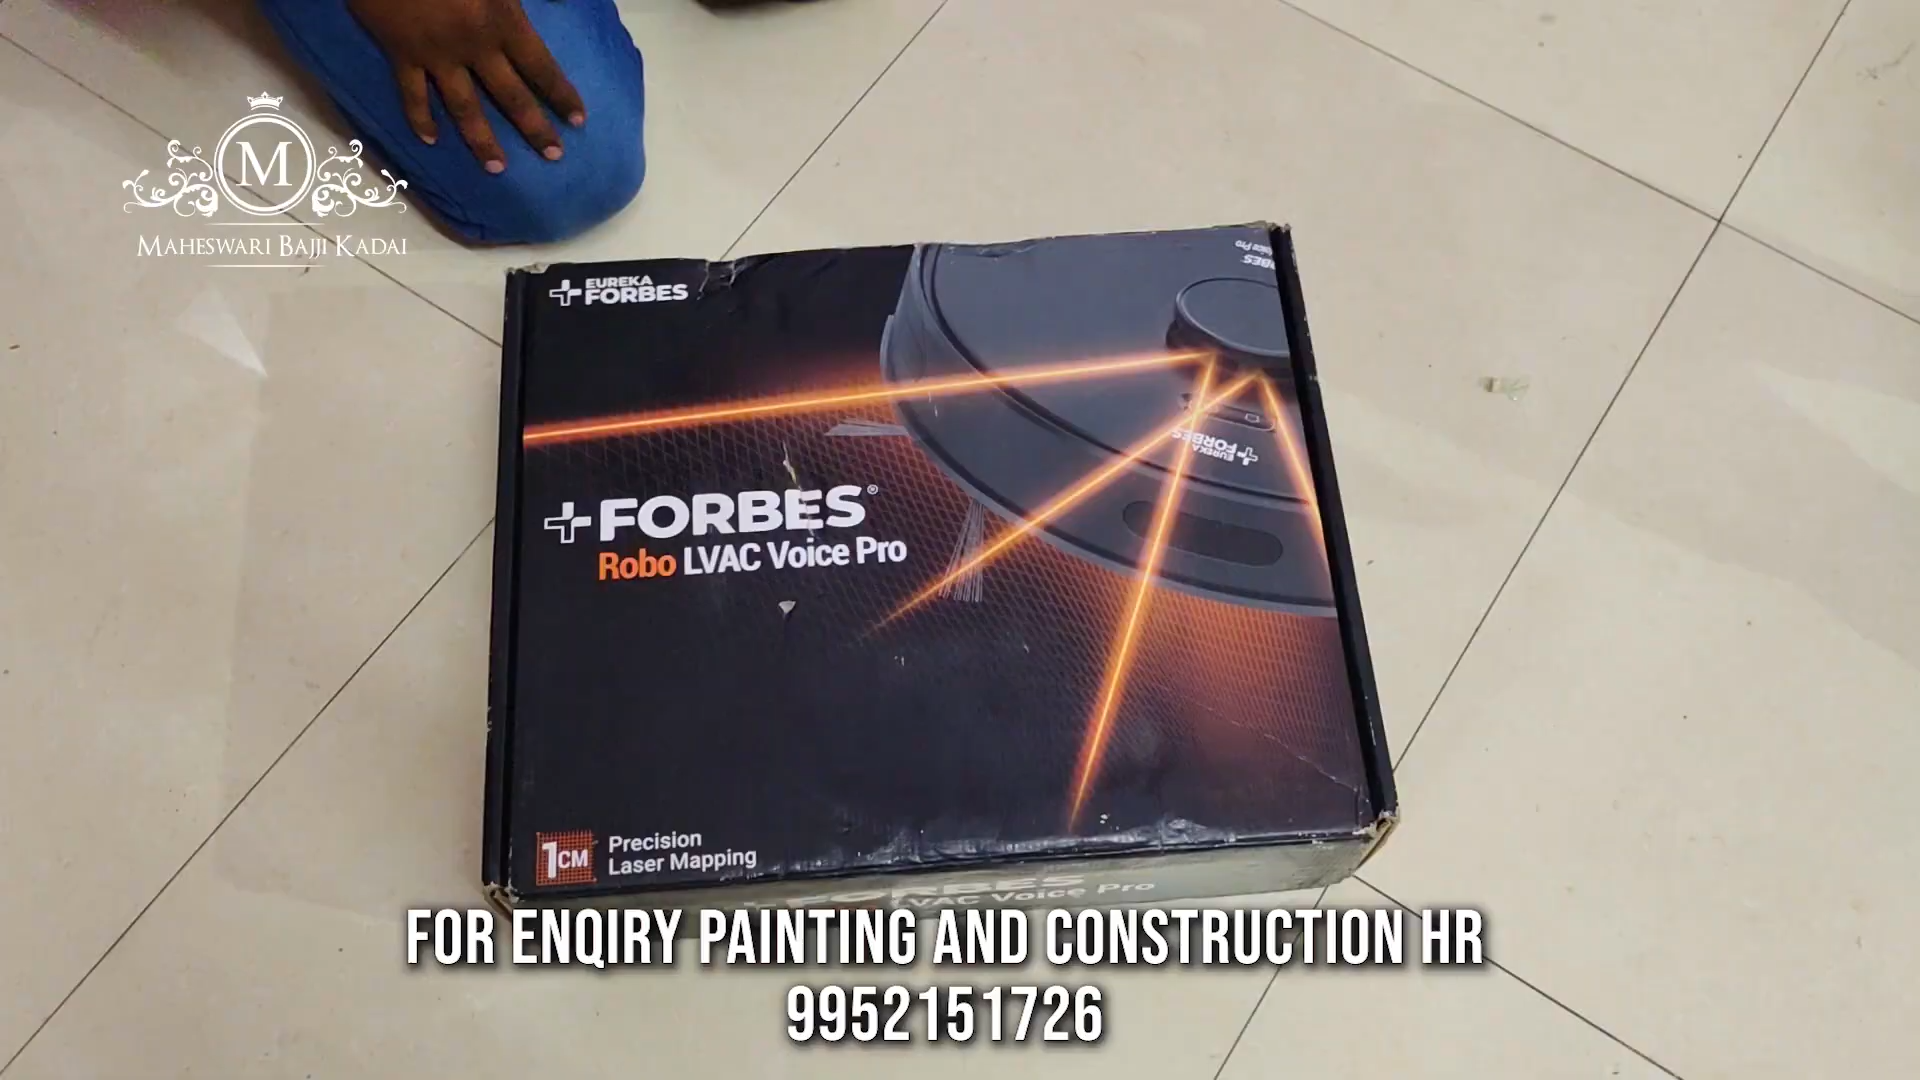 M
MAHESWARI BAJJI KADAI
EUREKA
FORBES
FORBES®
Robo LVAC Voice Pro
EUREKA
FORBES
1CM
Precision
Laser Mapping
FORBES
LVAC Voice Pro
FOR ENQIRY PAINTING AND CONSTRUCTION HR
9952151726